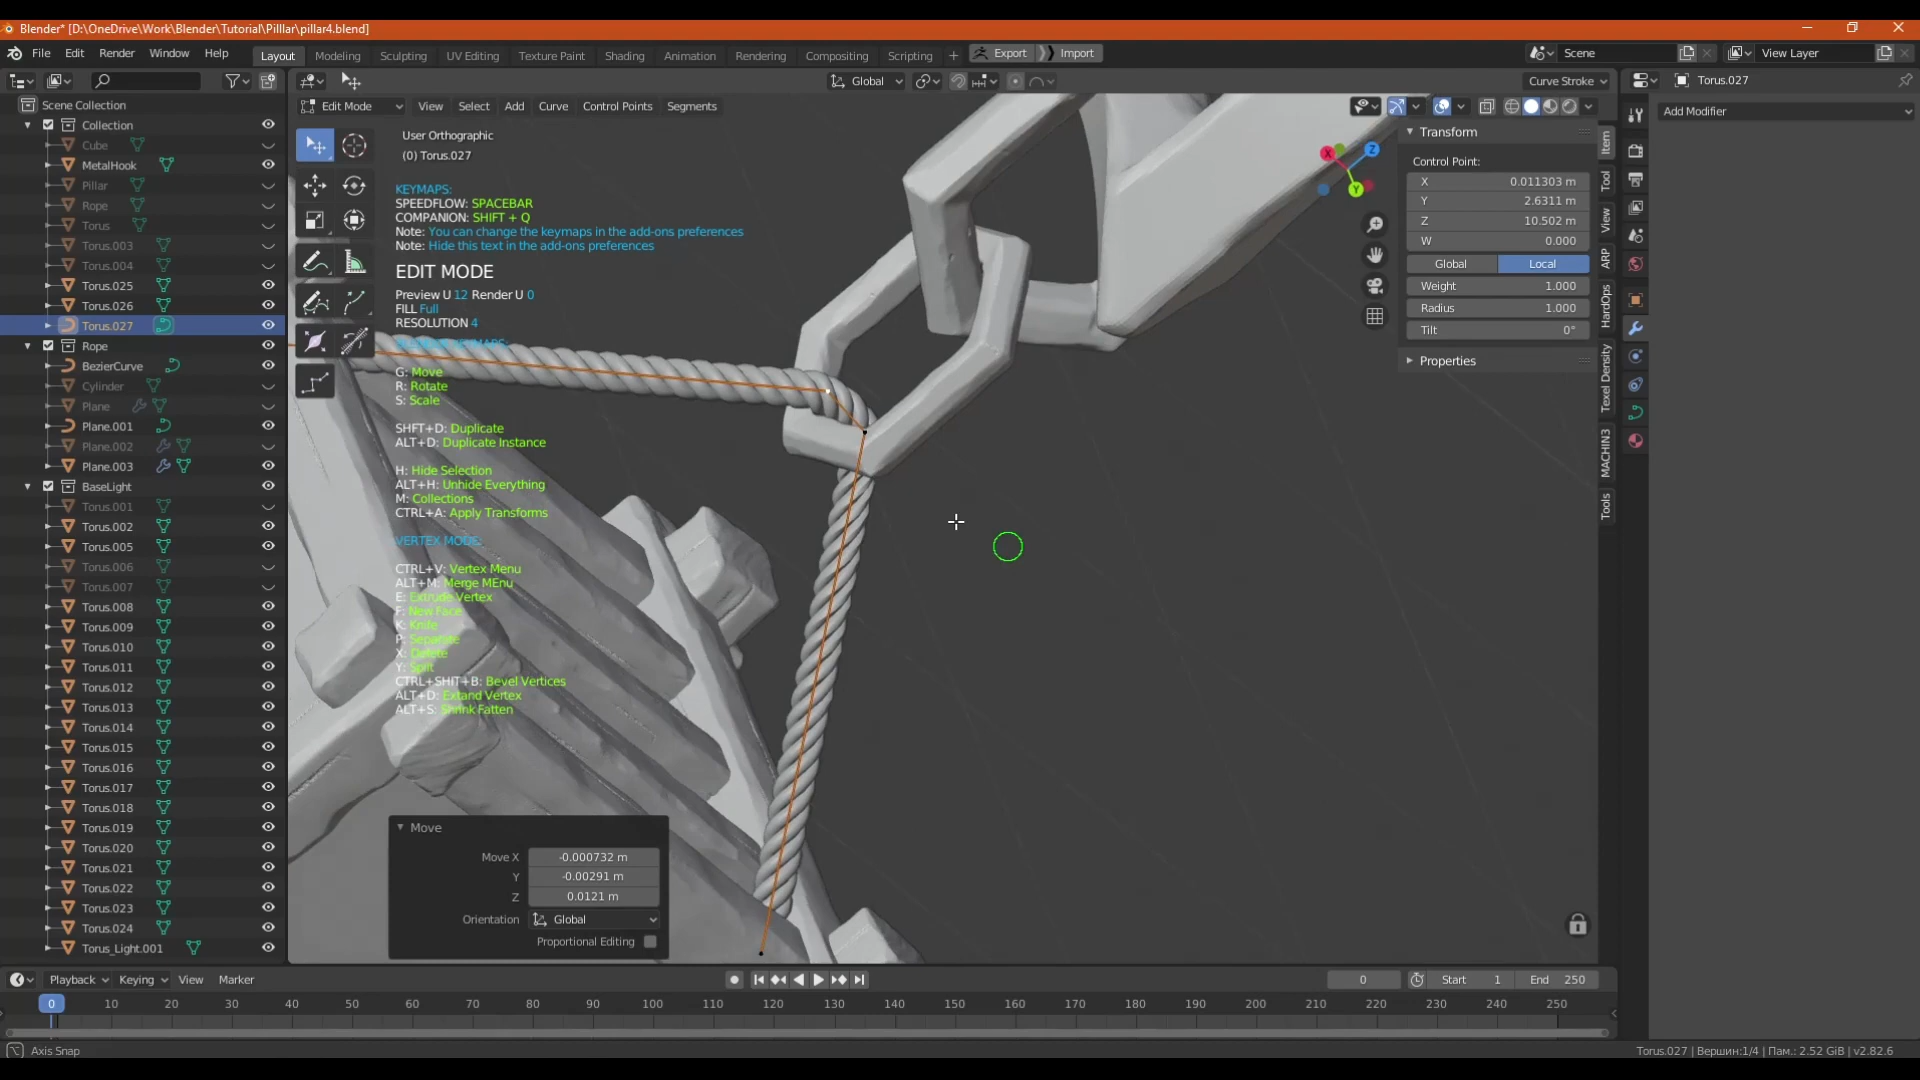 Blender* [D:\OneDrive\Work\Blender\Tutorial\Pilllar\pillar4.blend]
File Edit Render Window Help Layout Modeling Sculpting UV Editing Texture Paint Shading Animation Rendering Compositing Scripting + Export Import Scene View Layer
Global Curve Stroke Torus.027
Edit Mode View Select Add Curve Control Points Segments
Scene Collection
Collection
Cube
MetalHook
Pillar
Rope
Torus
Torus.003
Torus.004
Torus.025
Torus.026
Torus.027
Rope
BezierCurve
Cylinder
Plane
Plane.001
Plane.002
Plane.003
BaseLight
Torus.001
Torus.002
Torus.005
Torus.006
Torus.007
Torus.008
Torus.009
Torus.010
Torus.011
Torus.012
Torus.013
Torus.014
Torus.015
Torus.016
Torus.017
Torus.018
Torus.019
Torus.020
Torus.021
Torus.022
Torus.023
Torus.024
Torus_Light.001
User Orthographic
(0) Torus.027
KEYMAPS:
SPEEDFLOW: SPACEBAR
COMPANION: SHIFT + Q
Note: You can change the keymaps in the add-ons preferences
Note: Hide this text in the add-ons preferences
EDIT MODE
Preview U 12 Render U 0
FILL Full
RESOLUTION 4
G: Move
R: Rotate
S: Scale
SHFT+D: Duplicate
ALT+D: Duplicate Instance
H: Hide Selection
ALT+H: Unhide Everything
M: Collections
CTRL+A: Apply Transforms
VERTEX MODE:
CTRL+V: Vertex Menu
ALT+M: Merge MEnu
E: Extrude Vertex
F: New Face
K: Knife
P: Separate
X: Delete
Y: Split
CTRL+SHIT+B: Bevel Vertices
ALT+D: Extand Vertex
ALT+S: Shrink Fatten
Move
Move X -0.000732 m
Y -0.00291 m
Z 0.0121 m
Orientation Global
Proportional Editing
X
Z
Y
Transform
Control Point:
X 0.011303 m
Y 2.6311 m
Z 10.502 m
W 0.000
Global Local
Weight 1.000
Radius 1.000
Tilt 0°
Properties
Item
Tool
View
ARP
HardOps
Texel Density
MACHIN3
Tools
Add Modifier
Playback Keying View Marker 0 Start 1 End 250
0 10 20 30 40 50 60 70 80 90 100 110 120 130 140 150 160 170 180 190 200 210 220 230 240 250
Axis Snap Torus.027 | Вершин:1/4 | Пам.: 2.52 GiB | v2.82.6